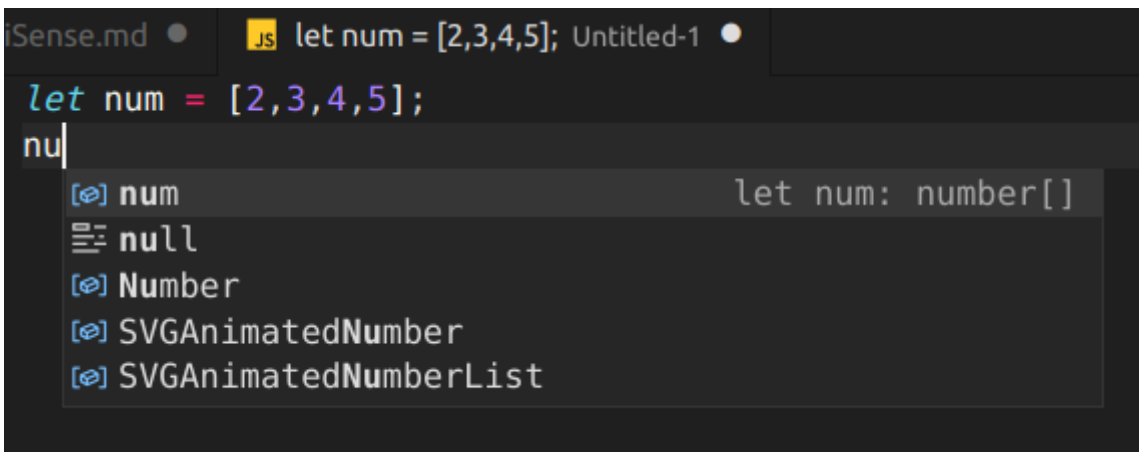 iSense.md
JS let num = [2,3,4,5]; Untitled-1
let num = [2,3,4,5];
nu
num let num: number[]
null
Number
SVGAnimatedNumber
SVGAnimatedNumberList